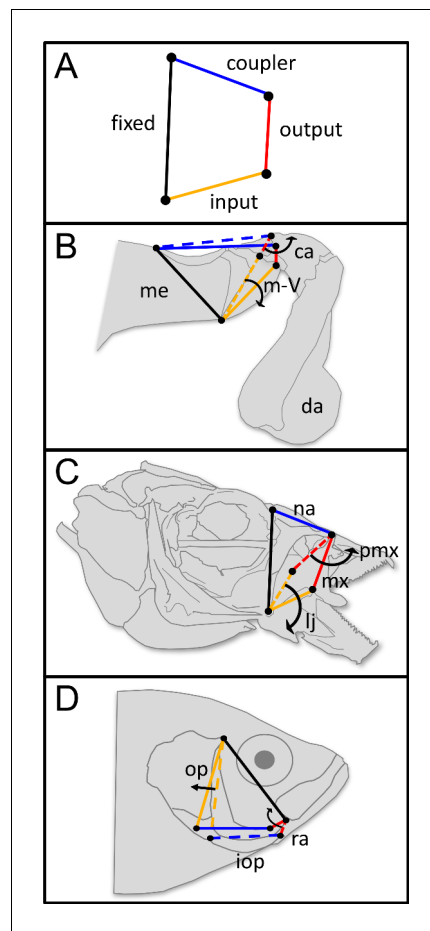 A
coupler
fixed
output
input
B
ca
me
m-V
da
C
na
pmx
mx
lj
D
op
ra
iop